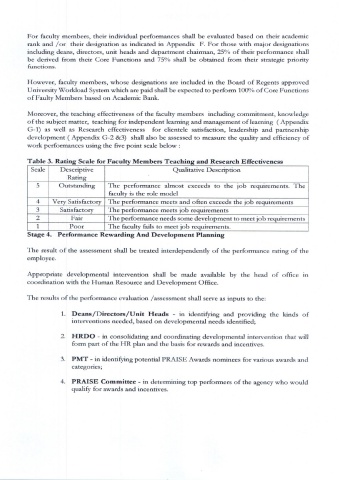 For faculty members, their individual performances shall be evaluated based on their academic
rank and /or their designation as indicated in Appendix F. For those with major designations
including deans, directors, unit heads and department chairman, 25% of their performance shall
be derived from their Core Functions and 75% shall be obtained from their strategic priority
functions.
However, faculty members, whose designations are included in the Board of Regents approved
University Workload System which are paid shall be expected to perform 100% of Core Functions
of Faulty Members based on Academic Rank.
Moreover, the teaching effectiveness of the faculty members including commitment, knowledge
of the subject matter, teaching for independent learning and management of learning ( Appendix
G-1) as well as Research effectiveness for clientele satisfaction, leadership and partnership
development ( Appendix G-2 &3) shall also be assessed to measure the quality and efficiency of
work performances using the five point scale below :
Table 3. Rating Scale for Faculty Members Teaching and Research Effectiveness
Scale Descriptive Qualitative Description
Rating
5 Outstanding The performance almost exceeds to the job requirements. The
faculty is the role model
4 Very Satisfactory The performance meets and often exceeds the job requirements
3 Satisfactory The performance meets job requirements
2 Fair The performance needs some development to meet job requirements
1 Poor The faculty fails to meet job requirements.
Stage 4. Performance Rewarding And Development Planning
The result of the assessment shall be treated interdependently of the performance rating of the
employee.
Appropriate developmental intervention shall be made available by the head of office in
coordination with the Human Resource and Development Office.
The results of the performance evaluation /assessment shall serve as inputs to the:
1. Deans/Directors/Unit Heads - in identifying and providing the kinds of
interventions needed, based on developmental needs identified;
2. HRDO - in consolidating and coordinating developmental intervention that will
form part of the HR plan and the basis for rewards and incentives.
3. PMT - in identifying potential PRAISE Awards nominees for various awards and
categories;
4. PRAISE Committee - in determining top performers of the agency who would
qualify for awards and incentives.